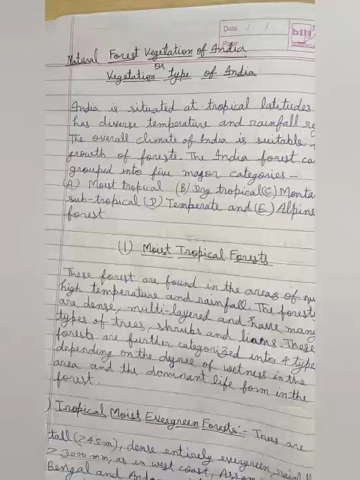 Date
Natural Forest Vegetation of India
or
Vegetation type of India
India is situated at tropical latitudes
has diverse temperature and rainfall re
The overall climate of India is suitable
growth of foreste. The India forest ca
grouped into five major categories-
(A) Moist tropical (B) Dry tropical (C) Monta
sub-tropical (D) Temperate and (E) Alpine
forest
(1) Moist Tropical Forests
These forest are found in the areas of
high temperature and rainfall. The forests
are dense, multi-layered and have many
types of trees, shrubs and lians. These
forests are further categorized into 4 type
depending on the degree of wetness in the
area and the dominant life form in the
forest.
) Tropical Moist Evergreen Forests:- Trees are
tall (≥45m), dense entirely evergreen,
> 3000 mm, as in west coast, Assam
Bengal and